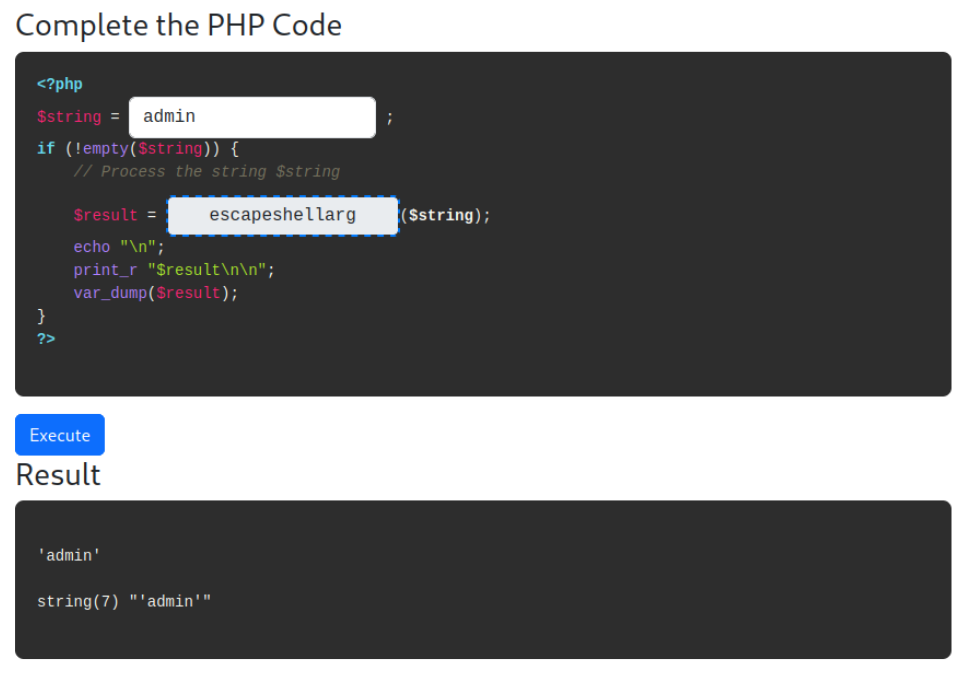 Complete the PHP Code
<?php
$string = admin ;
if (!empty($string)) {
// Process the string $string
$result = escapeshellarg ($string);
echo "\n";
print_r "$result\n\n";
var_dump($result);
}
?>
Execute
Result
'admin'
string(7) "'admin'"